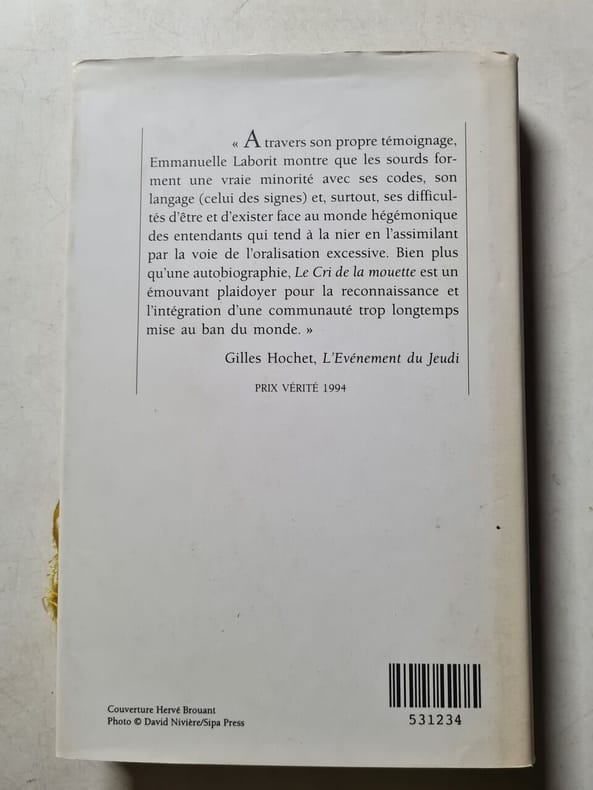 « A travers son propre témoignage,
Emmanuelle Laborit montre que les sourds for-
ment une vraie minorité avec ses codes, son
langage (celui des signes) et, surtout, ses difficul-
tés d'être et d'exister face au monde hégémonique
des entendants qui tend à la nier en l'assimilant
par la voie de l'oralisation excessive. Bien plus
qu'une autobiographie, Le Cri de la mouette est un
émouvant plaidoyer pour la reconnaissance et
l'intégration d'une communauté trop longtemps
mise au ban du monde. »
Gilles Hochet, L'Evénement du Jeudi
PRIX VÉRITÉ 1994
Couverture Hervé Brouant
Photo © David Nivière/Sipa Press
531234